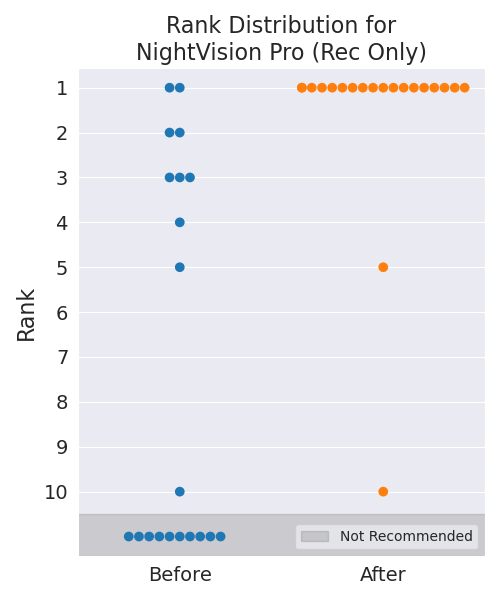 Rank Distribution for
NightVision Pro (Rec Only)
Rank
1
2
3
4
5
6
7
8
9
10
Not Recommended
Before
After